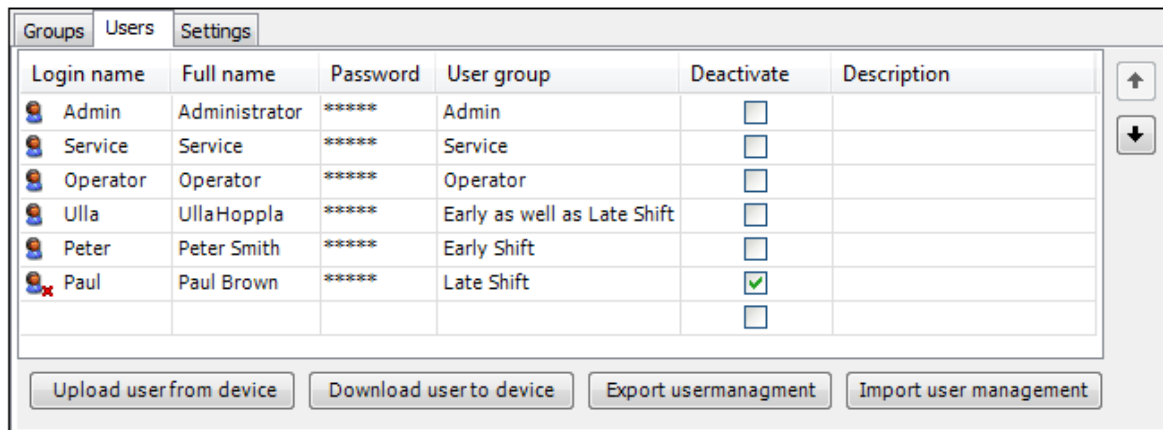 Groups Users Settings
Login name Full name Password User group Deactivate Description
Admin Administrator ***** Admin
Service Service ***** Service
Operator Operator ***** Operator
Ulla UllaHoppla ***** Early as well as Late Shift
Peter Peter Smith ***** Early Shift
Paul Paul Brown ***** Late Shift
Upload user from device Download user to device Export usermanagment Import user management